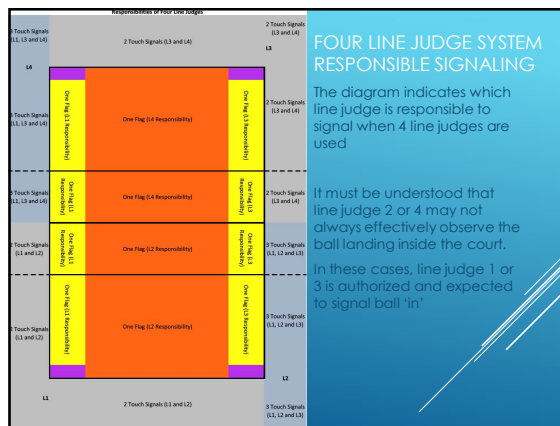 Responsibilities of Four Line Judges
3 Touch Signals
(L1, L3 and L4)
2 Touch Signals (L3 and L4)
2 Touch Signals
(L3 and L4)
L4
L3
3 Touch Signals
(L1, L3 and L4)
One Flag (L1 Responsibility)
One Flag (L4 Responsibility)
One Flag (L3 Responsibility)
2 Touch Signals
(L3 and L4)
3 Touch Signals
(L1, L3 and L4)
One Flag (L1
Responsibility)
One Flag (L4 Responsibility)
One Flag (L3
Responsibility)
2 Touch Signals
(L3 and L4)
2 Touch Signals
(L1 and L2)
One Flag (L1
Responsibility)
One Flag (L2 Responsibility)
One Flag (L3
Responsibility)
3 Touch Signals
(L1, L2 and L3)
2 Touch Signals
(L1 and L2)
One Flag (L1 Responsibility)
One Flag (L2 Responsibility)
One Flag (L3 Responsibility)
3 Touch Signals
(L1, L2 and L3)
L2
L1
2 Touch Signals (L1 and L2)
3 Touch Signals
(L1, L2 and L3)
FOUR LINE JUDGE SYSTEM
RESPONSIBLE SIGNALING
The diagram indicates which
line judge is responsible to
signal when 4 line judges are
used
It must be understood that
line judge 2 or 4 may not
always effectively observe the
ball landing inside the court.
In these cases, line judge 1 or
3 is authorized and expected
to signal ball ‘in’